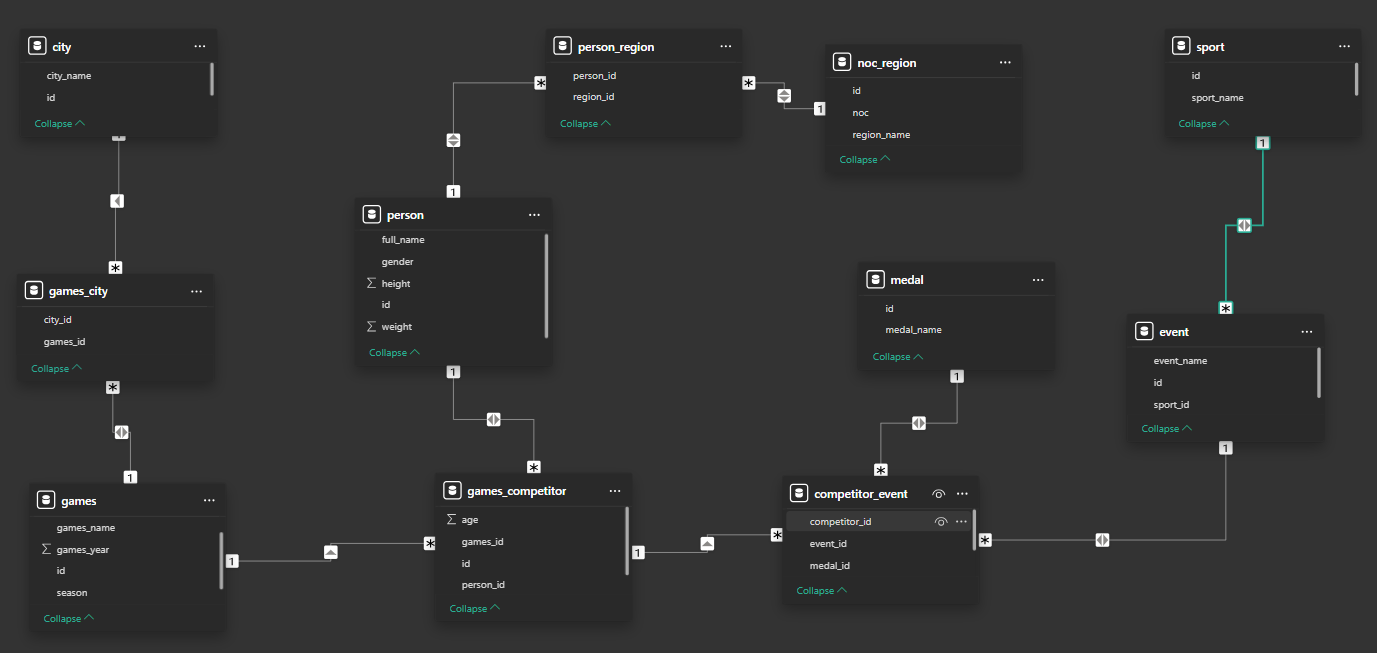 city
...
city_name
id
Collapse
person_region
...
person_id
region_id
Collapse
noc_region
...
id
noc
region_name
Collapse
sport
...
id
sport_name
Collapse
*
*
1
1
1
person
...
full_name
gender
Σ height
id
Σ weight
Collapse
*
games_city
...
city_id
games_id
Collapse
medal
...
id
medal_name
Collapse
*
event
...
event_name
id
sport_id
Collapse
*
1
1
1
1
*
*
games
...
games_name
Σ games_year
id
season
Collapse
games_competitor
...
Σ age
games_id
id
person_id
Collapse
competitor_event
...
competitor_id
...
event_id
medal_id
Collapse
1
*
1
*
*